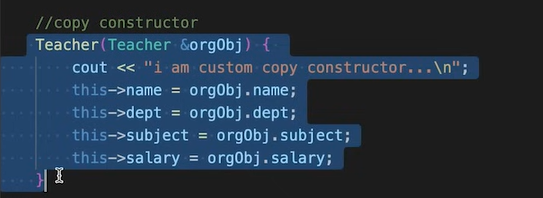 //copy constructor
Teacher(Teacher &orgObj) {
cout << "i am custom copy constructor...\n";
this->name = orgObj.name;
this->dept = orgObj.dept;
this->subject = orgObj.subject;
this->salary = orgObj.salary;
}